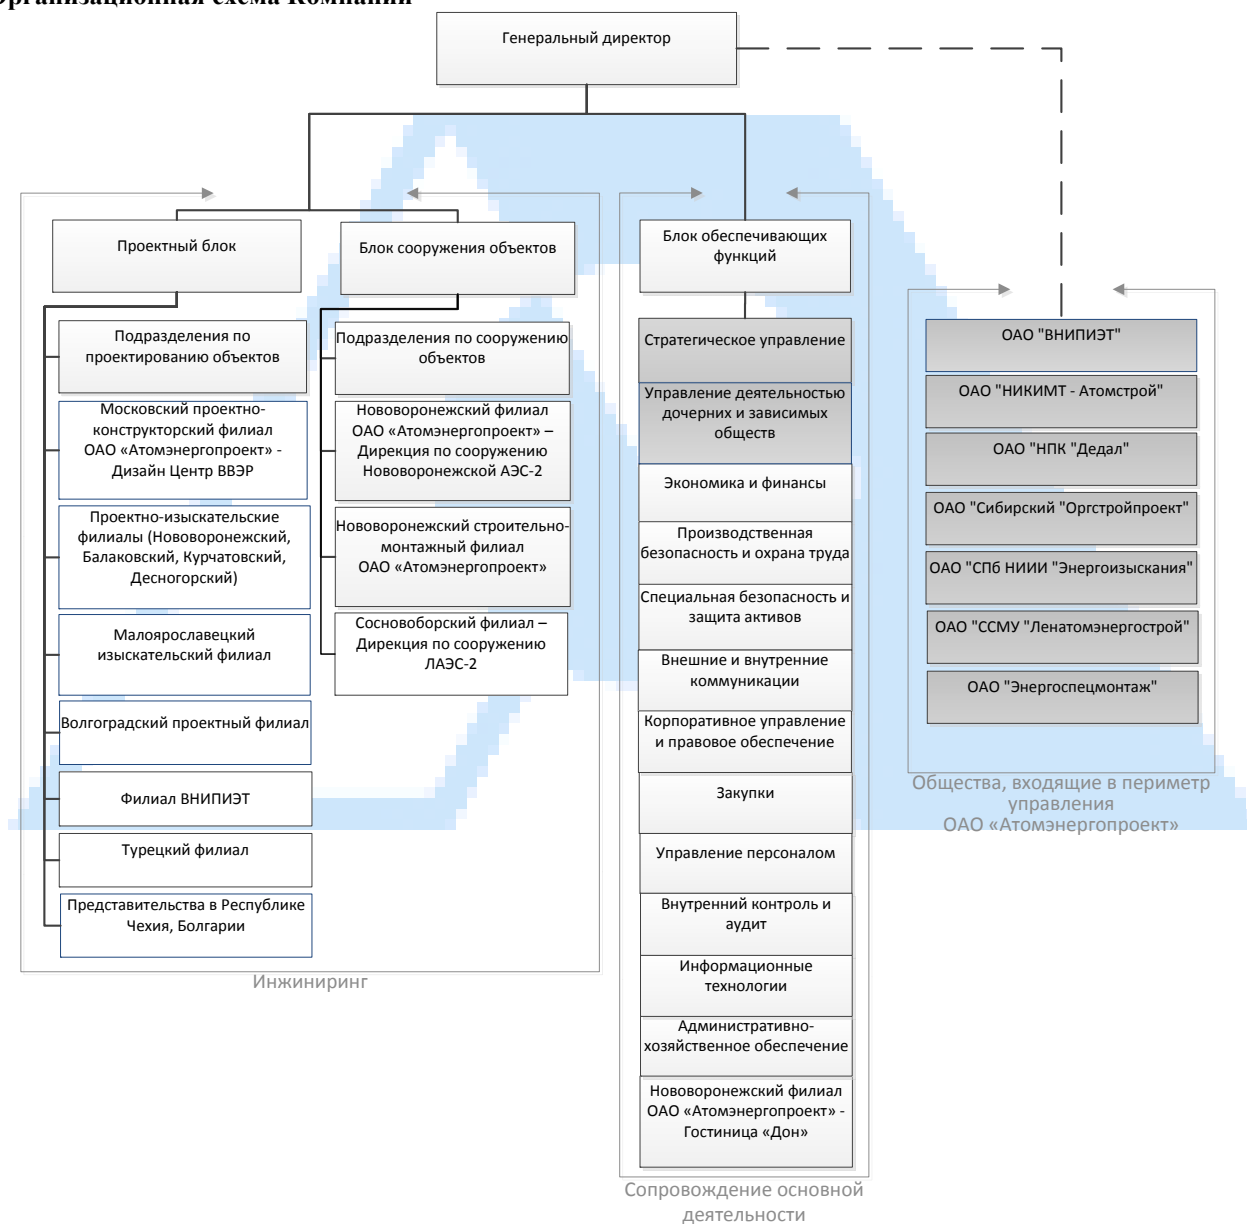 Организационная схема Компании
Генеральный директор
Проектный блок
Подразделения по
проектированию объектов
Московский проектно-
конструкторский филиал
ОАО «Атомэнергопроект» -
Дизайн Центр ВВЭР
Проектно-изыскательские
филиалы (Нововоронежский,
Балаковский, Курчатовский,
Десногорский)
Малоярославецкий
изыскательский филиал
Волгоградский проектный филиал
Филиал ВНИПИЭТ
Турецкий филиал
Представительства в Республике
Чехия, Болгарии
Блок сооружения объектов
Подразделения по сооружению
объектов
Нововоронежский филиал
ОАО «Атомэнергопроект» –
Дирекция по сооружению
Нововоронежской АЭС-2
Нововоронежский строительно-
монтажный филиал
ОАО «Атомэнергопроект»
Сосновоборский филиал –
Дирекция по сооружению
ЛАЭС-2
Инжиниринг
Блок обеспечивающих
функций
Стратегическое управление
Управление деятельностью
дочерних и зависимых
обществ
Экономика и финансы
Производственная
безопасность и охрана труда
Специальная безопасность и
защита активов
Внешние и внутренние
коммуникации
Корпоративное управление
и правовое обеспечение
Закупки
Управление персоналом
Внутренний контроль и
аудит
Информационные
технологии
Административно-
хозяйственное обеспечение
Нововоронежский филиал
ОАО «Атомэнергопроект» -
Гостиница «Дон»
Сопровождение основной
деятельности
ОАО "ВНИПИЭТ"
ОАО "НИКИМТ - Атомстрой"
ОАО "НПК "Дедал"
ОАО "Сибирский "Оргстройпроект"
ОАО "СПб НИИИ "Энергоизыскания"
ОАО "ССМУ "Ленатомэнергострой"
ОАО "Энергоспецмонтаж"
Общества, входящие в периметр
управления
ОАО «Атомэнергопроект»